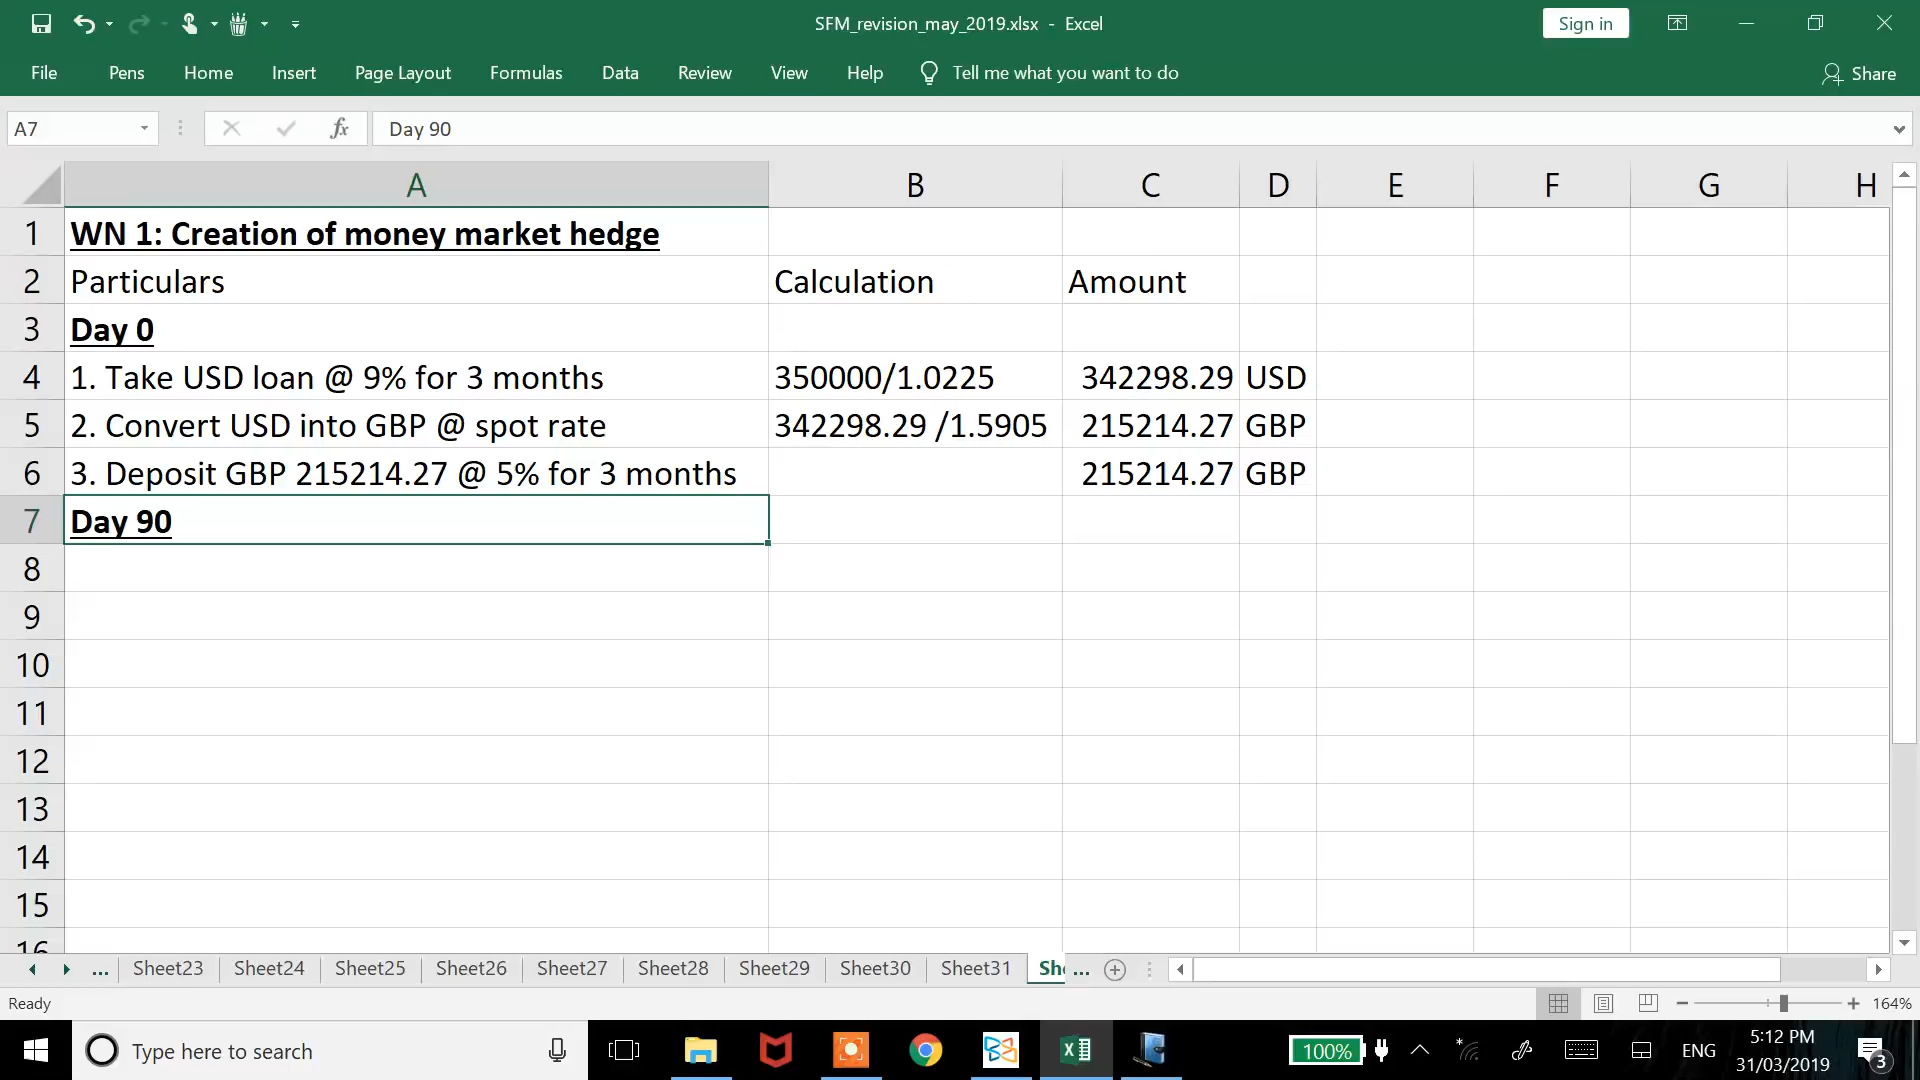 SFM_revision_may_2019.xlsx - Excel
Sign in
File Pens Home Insert Page Layout Formulas Data Review View Help Tell me what you want to do Share
A7 fx Day 90
A B C D E F G H
1 WN 1: Creation of money market hedge
2 Particulars Calculation Amount
3 Day 0
4 1. Take USD loan @ 9% for 3 months 350000/1.0225 342298.29 USD
5 2. Convert USD into GBP @ spot rate 342298.29 /1.5905 215214.27 GBP
6 3. Deposit GBP 215214.27 @ 5% for 3 months 215214.27 GBP
7 Day 90
8
9
10
11
12
13
14
15
16
... Sheet23 Sheet24 Sheet25 Sheet26 Sheet27 Sheet28 Sheet29 Sheet30 Sheet31 She ...
Ready 164%
Type here to search 100% ENG 5:12 PM
31/03/2019 3